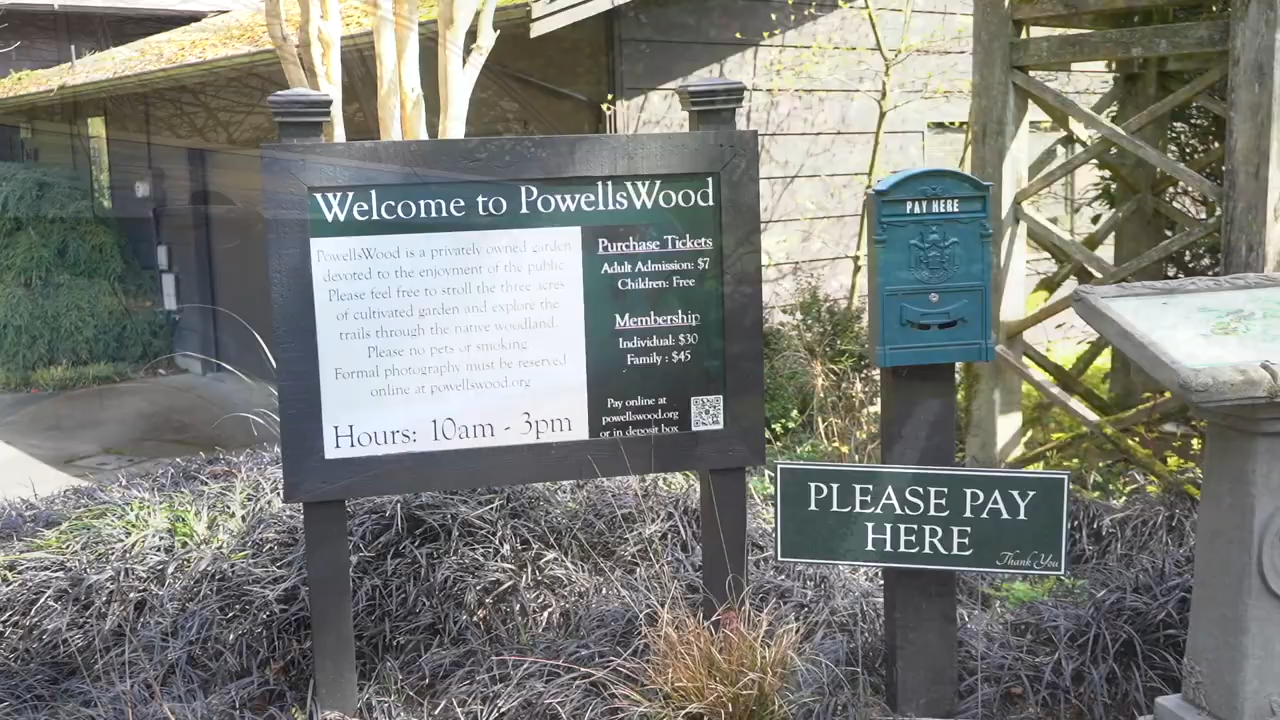 Welcome to PowellsWood
PowellsWood is a privately owned garden
devoted to the enjoyment of the public
Please feel free to stroll the three acres
of cultivated garden and explore the
trails through the native woodland.
Please no pets or smoking
Formal photography must be reserved
online at powellswood.org
Hours: 10am - 3pm
Purchase Tickets
Adult Admission: $7
Children: Free
Membership
Individual: $30
Family : $45
Pay online at
powellswood.org
or in deposit box
PAY HERE
PLEASE PAY
HERE
Thank You